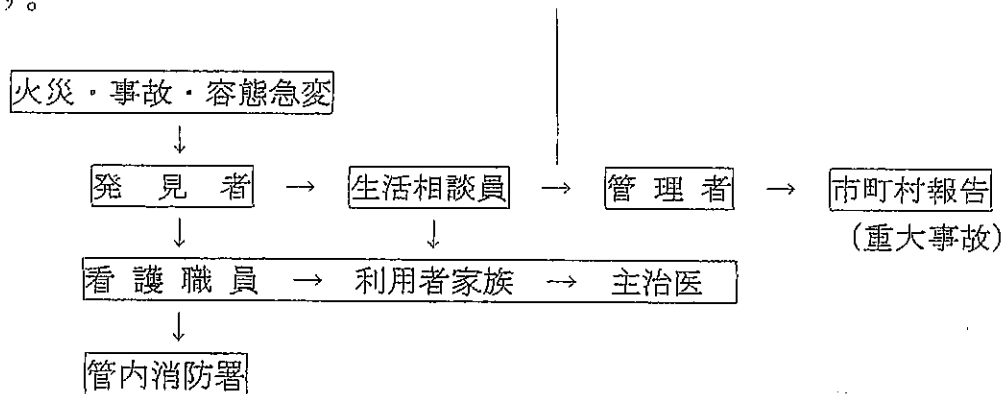 す。
火災・事故・容態急変
↓
発見者 → 生活相談員 → 管理者 → 市町村報告
↓ ↓ (重大事故)
看護職員 → 利用者家族 → 主治医
↓
管内消防署